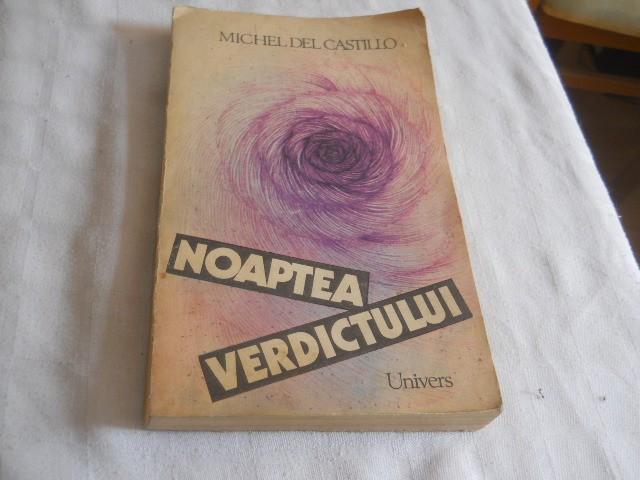 MICHEL DEL CASTILLO
NOAPTEA
VERDICTULUI
Univers